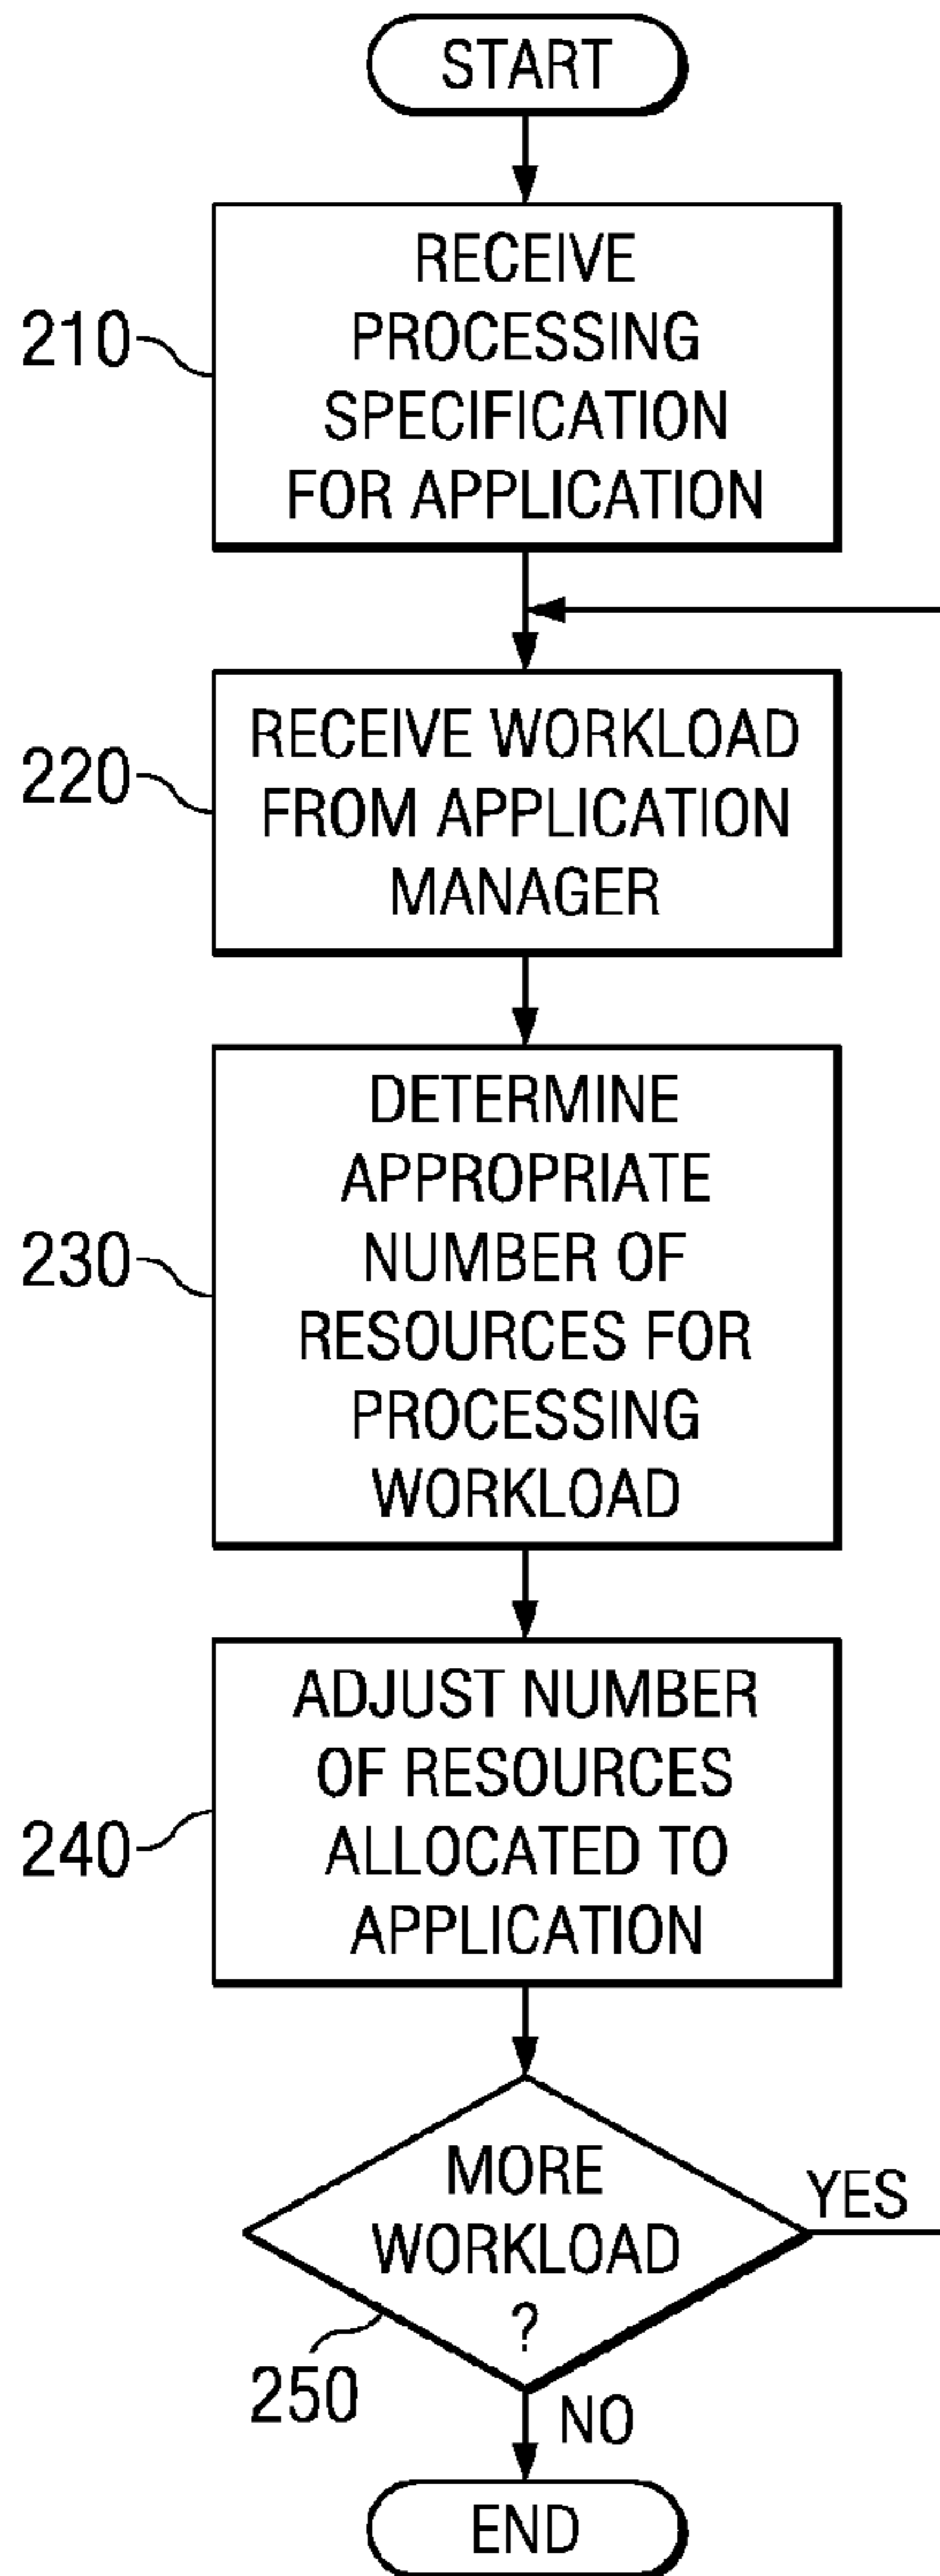 START
RECEIVE
PROCESSING
SPECIFICATION
FOR APPLICATION
210
RECEIVE WORKLOAD
FROM APPLICATION
MANAGER
220
DETERMINE
APPROPRIATE
NUMBER OF
RESOURCES FOR
PROCESSING
WORKLOAD
230
ADJUST NUMBER
OF RESOURCES
ALLOCATED TO
APPLICATION
240
MORE
WORKLOAD
?
YES
250
NO
END